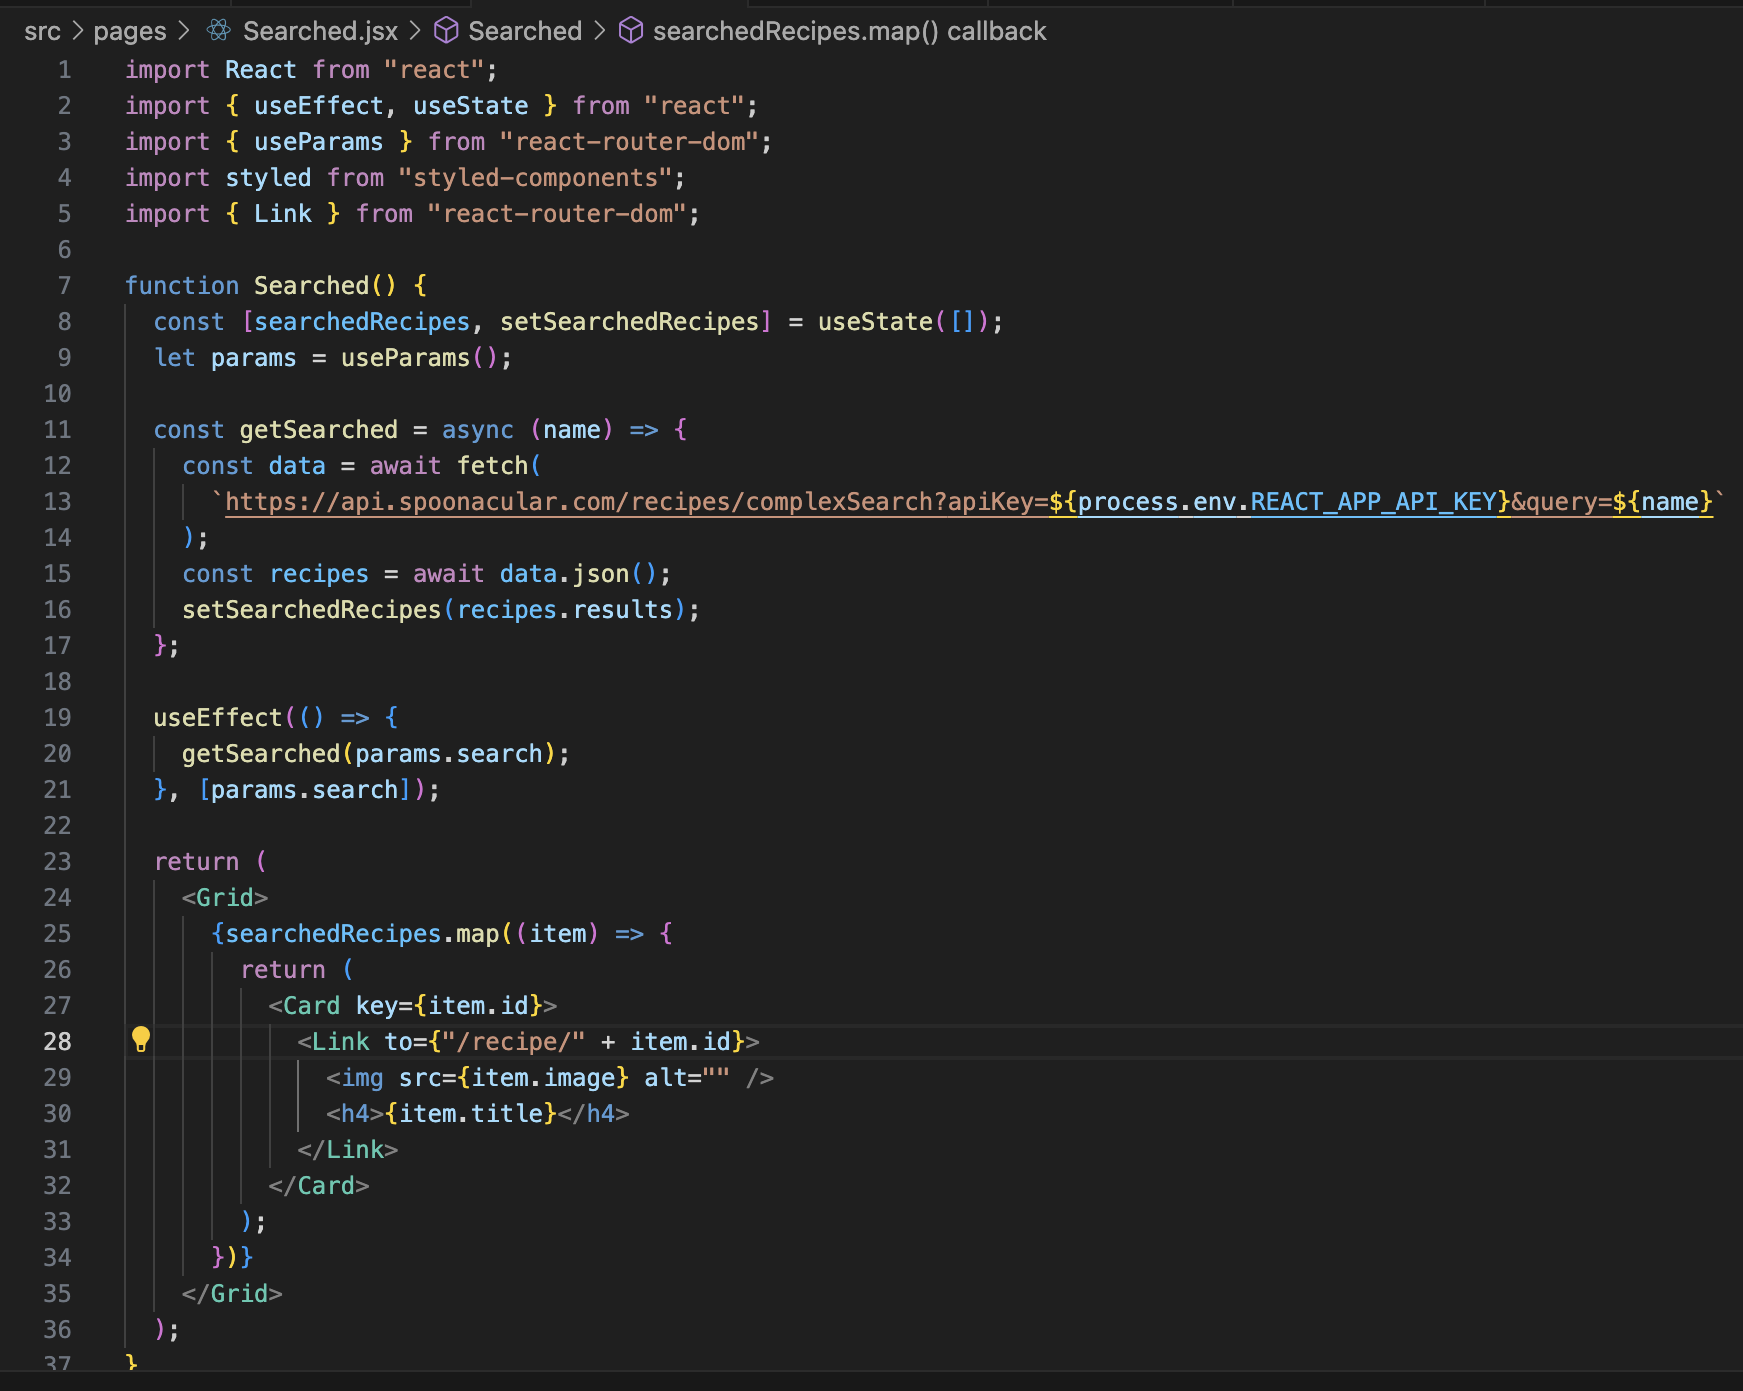 src > pages > Searched.jsx > Searched > searchedRecipes.map() callback
1 import React from "react";
2 import { useEffect, useState } from "react";
3 import { useParams } from "react-router-dom";
4 import styled from "styled-components";
5 import { Link } from "react-router-dom";
6
7 function Searched() {
8   const [searchedRecipes, setSearchedRecipes] = useState([]);
9   let params = useParams();
10
11   const getSearched = async (name) => {
12     const data = await fetch(
13       `https://api.spoonacular.com/recipes/complexSearch?apiKey=${process.env.REACT_APP_API_KEY}&query=${name}`
14     );
15     const recipes = await data.json();
16     setSearchedRecipes(recipes.results);
17   };
18
19   useEffect(() => {
20     getSearched(params.search);
21   }, [params.search]);
22
23   return (
24     <Grid>
25       {searchedRecipes.map((item) => {
26         return (
27           <Card key={item.id}>
28             <Link to={"/recipe/" + item.id}>
29               <img src={item.image} alt="" />
30               <h4>{item.title}</h4>
31             </Link>
32           </Card>
33         );
34       })}
35     </Grid>
36   );
37 }